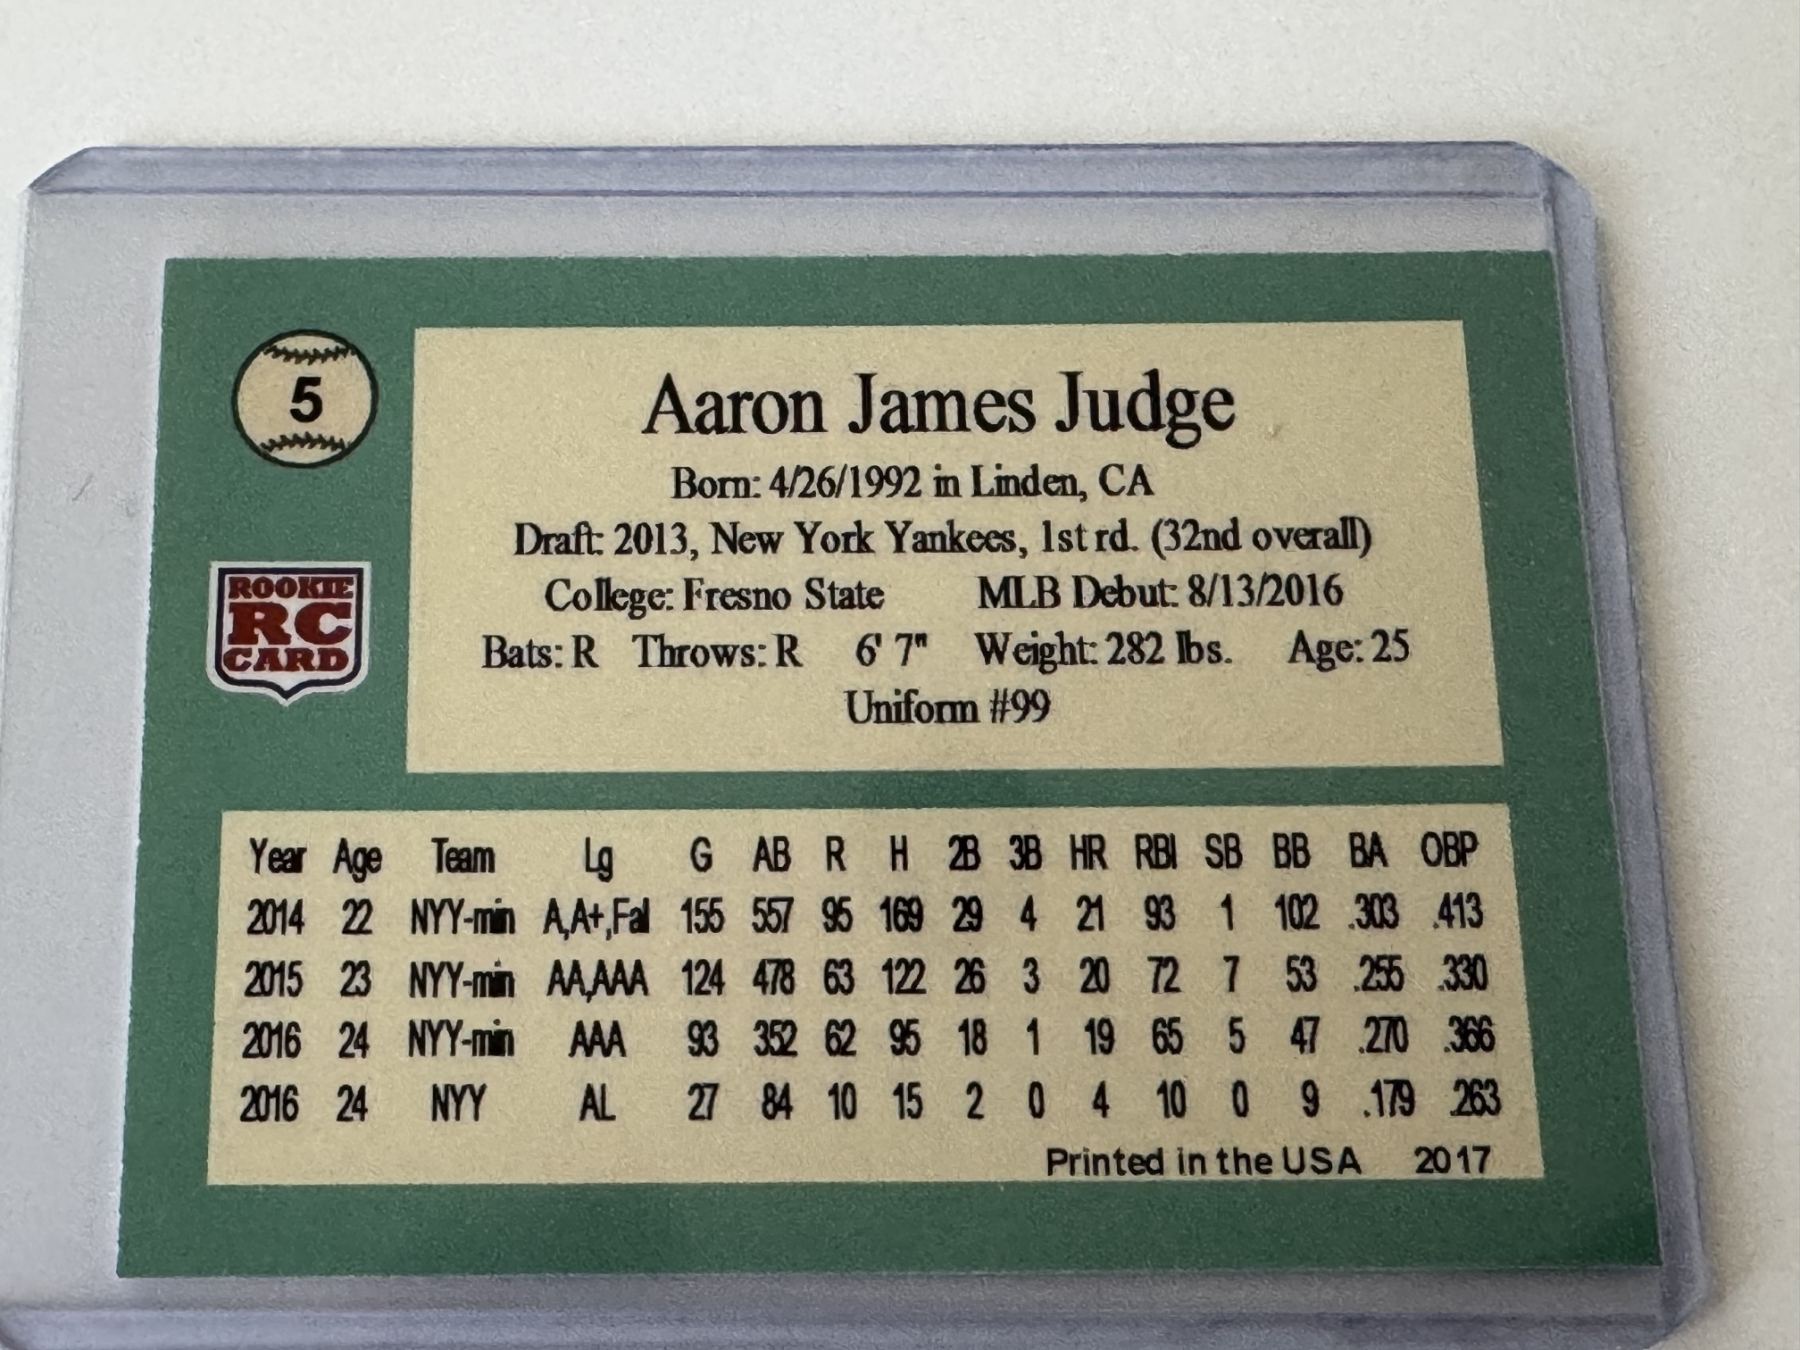 5
Aaron James Judge
Born: 4/26/1992 in Linden, CA
Draft: 2013, New York Yankees, 1st rd. (32nd overall)
College: Fresno State MLB Debut: 8/13/2016
Bats: R Throws: R 6' 7" Weight: 282 lbs. Age: 25
Uniform #99
ROOKIE
RC
CARD
Year Age Team Lg G AB R H 2B 3B HR RBI SB BB BA OBP
2014 22 NYY-min A,A+,Fal 155 557 95 169 29 4 21 93 1 102 .303 .413
2015 23 NYY-min AA,AAA 124 478 63 122 26 3 20 72 7 53 .255 .330
2016 24 NYY-min AAA 93 352 62 95 18 1 19 65 5 47 .270 .366
2016 24 NYY AL 27 84 10 15 2 0 4 10 0 9 .179 .263
Printed in the USA 2017